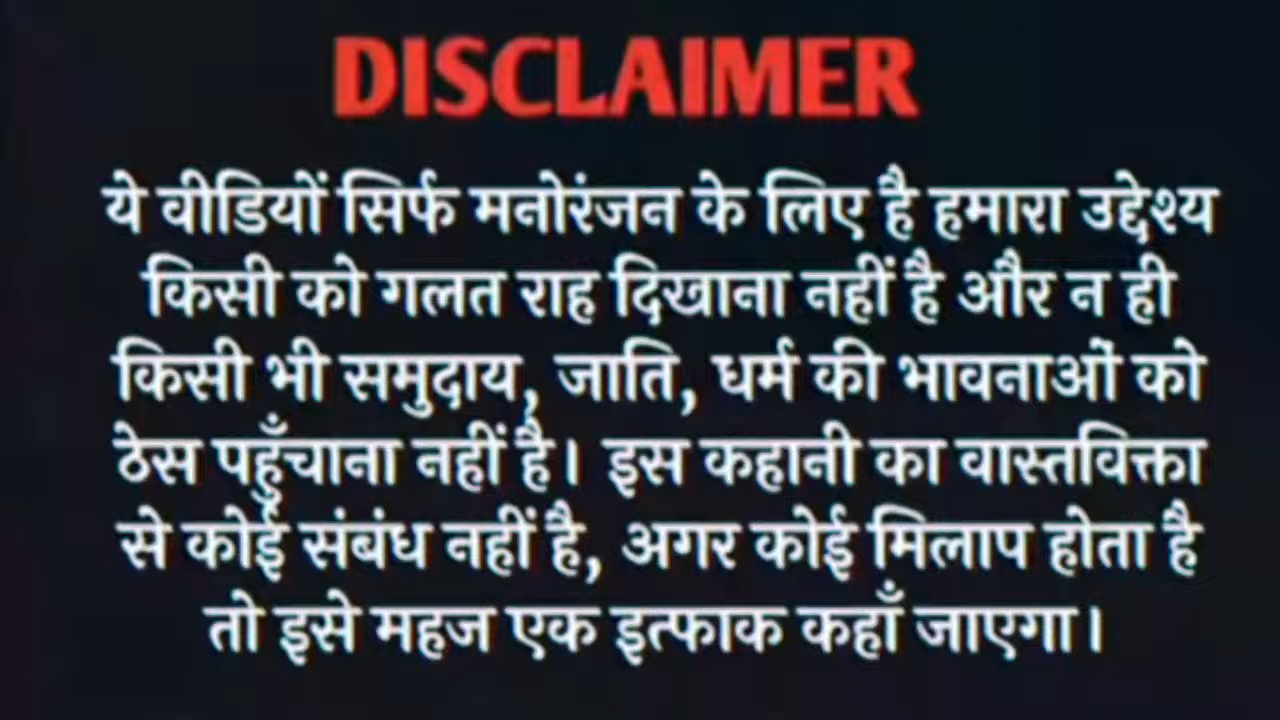 DISCLAIMER
ये वीडियों सिर्फ मनोरंजन के लिए है हमारा उद्देश्य
किसी को गलत राह दिखाना नहीं है और न ही
किसी भी समुदाय, जाति, धर्म की भावनाओं को
ठेस पहुँचाना नहीं है। इस कहानी का वास्तविक्ता
से कोई संबंध नहीं है, अगर कोई मिलाप होता है
तो इसे महज एक इत्फाक कहाँ जाएगा।